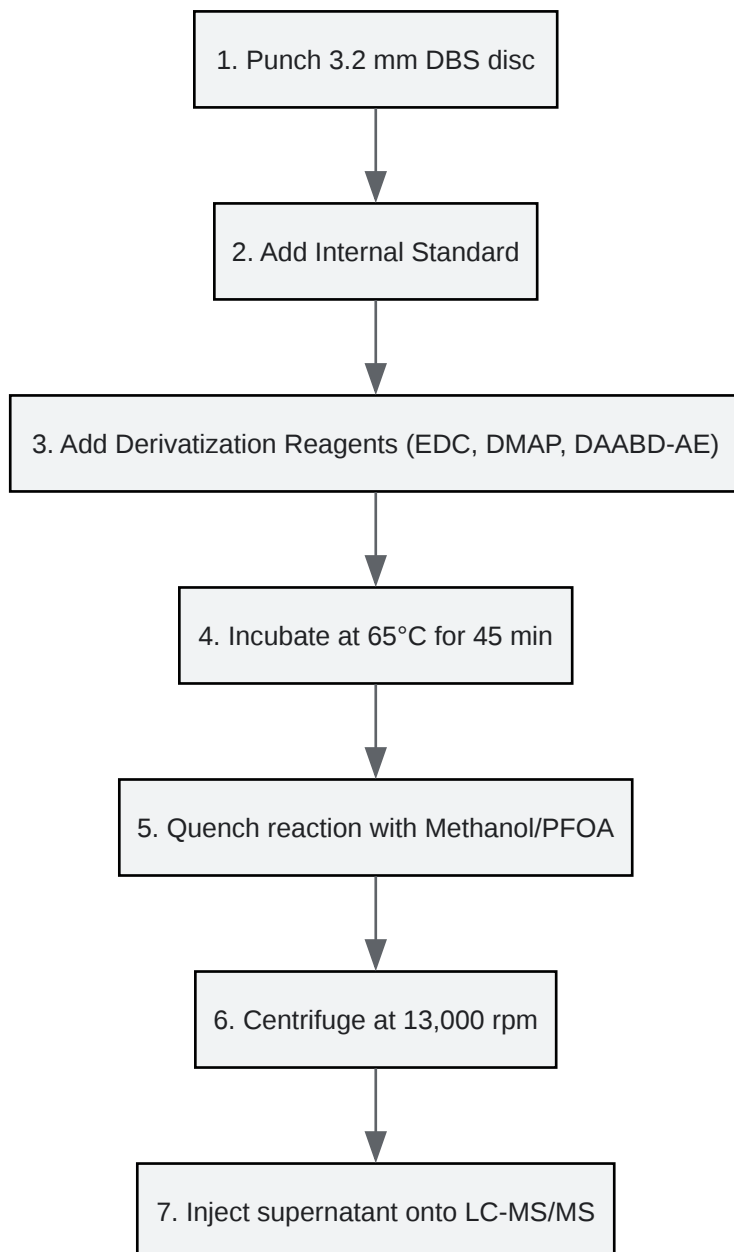 1. Punch 3.2 mm DBS disc
2. Add Internal Standard
3. Add Derivatization Reagents (EDC, DMAP, DAABD-AE)
4. Incubate at 65°C for 45 min
5. Quench reaction with Methanol/PFOA
6. Centrifuge at 13,000 rpm
7. Inject supernatant onto LC-MS/MS